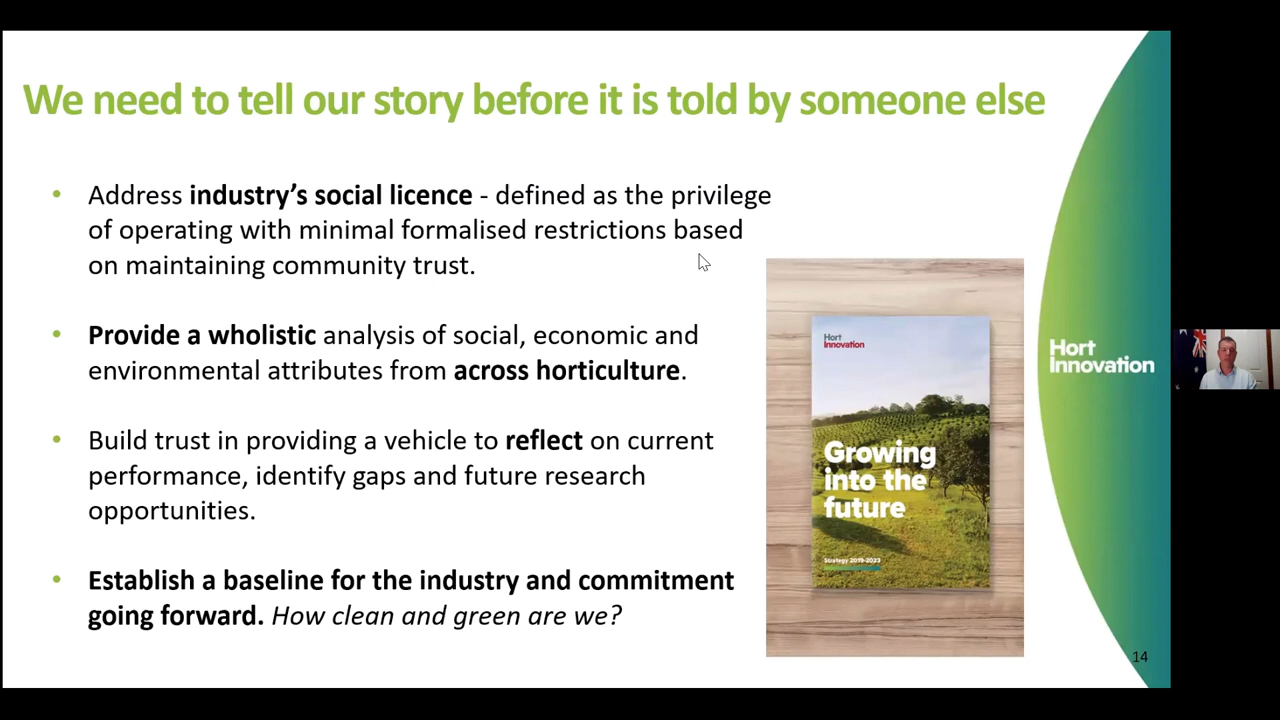 We need to tell our story before it is told by someone else
• Address industry's social licence - defined as the privilege
of operating with minimal formalised restrictions based
on maintaining community trust.
• Provide a wholistic analysis of social, economic and
environmental attributes from across horticulture.
• Build trust in providing a vehicle to reflect on current
performance, identify gaps and future research
opportunities.
• Establish a baseline for the industry and commitment
going forward. How clean and green are we?
Hort
Innovation
Growing
into the
future
Strategy 2019-2023
Hort
Innovation
14